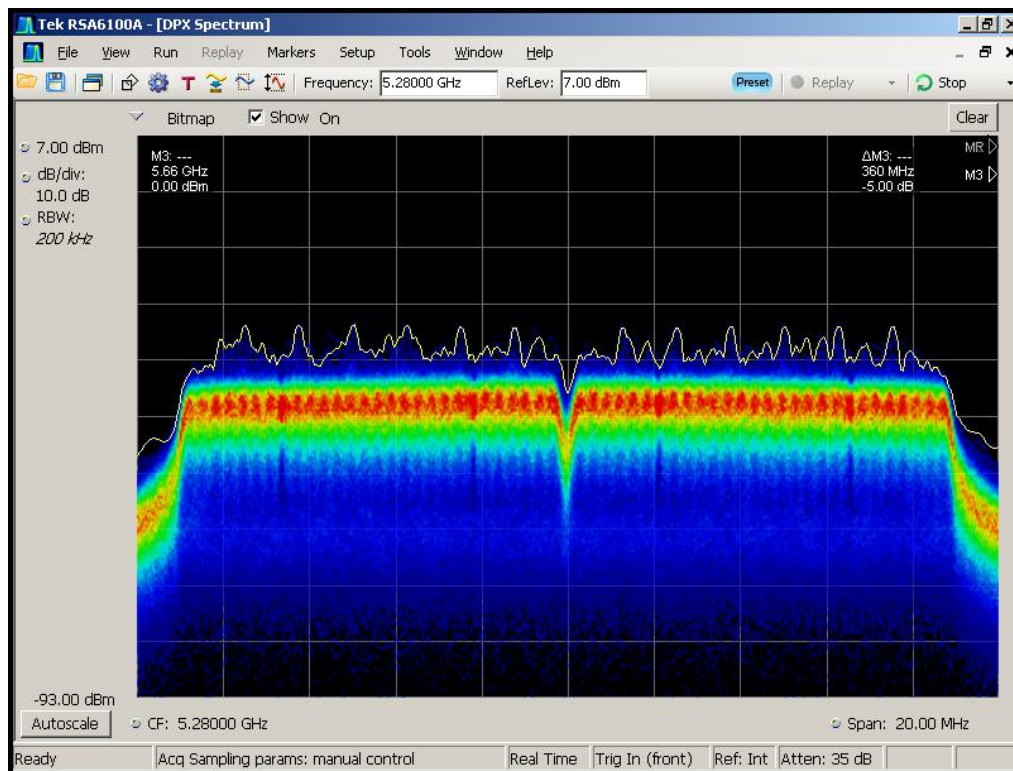 Tek RSA6100A - [DPX Spectrum]
File View Run Replay Markers Setup Tools Window Help
T Frequency: 5.28000 GHz RefLev: 7.00 dBm Preset Replay Stop
Bitmap Show On Clear
7.00 dBm
dB/div:
10.0 dB
RBW:
200 kHz
M3: ---
5.66 GHz
0.00 dBm
ΔM3: ---
360 MHz
-5.00 dB
MR
M3
-93.00 dBm
Autoscale CF: 5.28000 GHz Span: 20.00 MHz
Ready Acq Sampling params: manual control Real Time Trig In (front) Ref: Int Atten: 35 dB